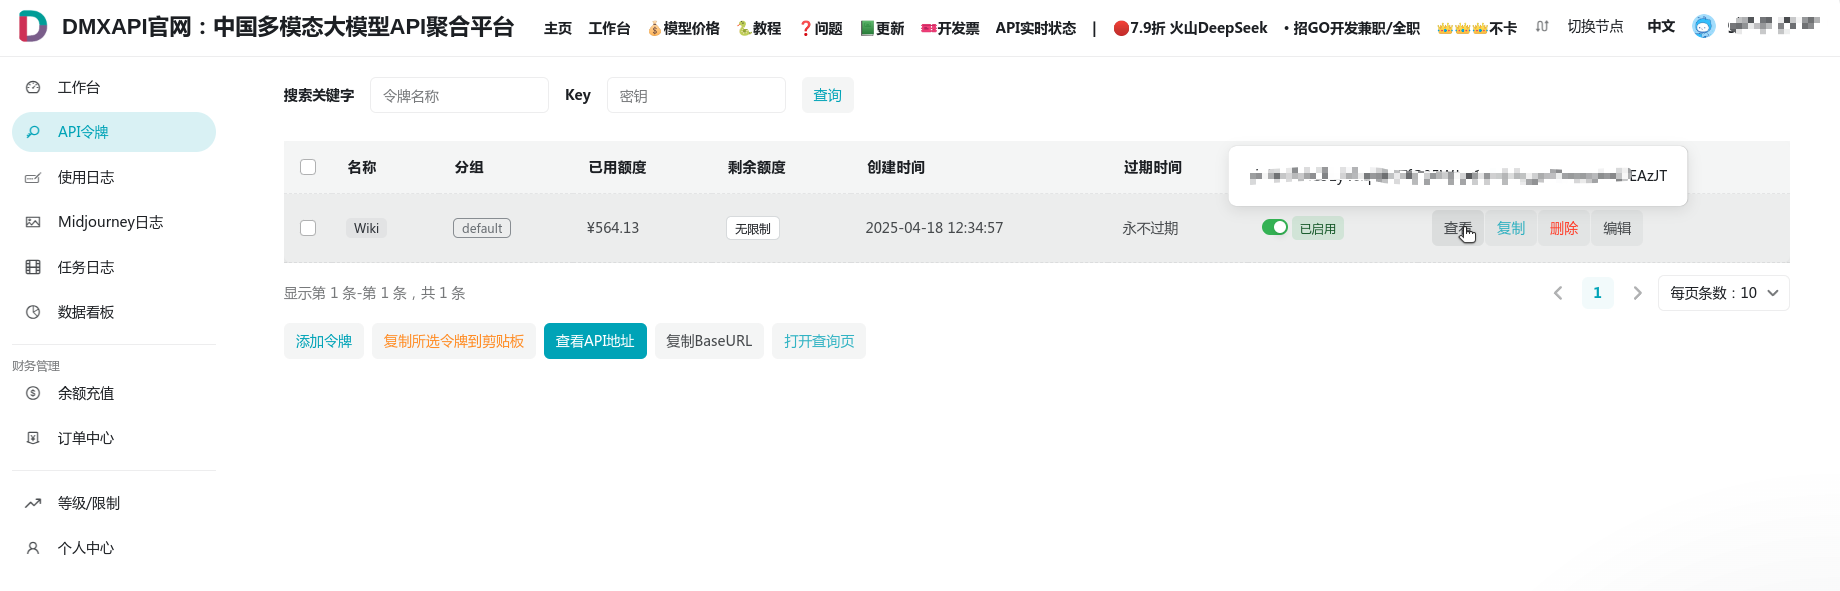 DMXAPI官网：中国多模态大模型API聚合平台 主页 工作台 💰模型价格 🐍教程 ❓问题 📗更新 🎟️开发票 API实时状态 | 🔴7.9折 火山DeepSeek • 招GO开发兼职/全职 👑👑👑不卡 切换节点 中文
工作台
API令牌
使用日志
Midjourney日志
任务日志
数据看板
财务管理
余额充值
订单中心
等级/限制
个人中心
搜索关键字 令牌名称 Key 密钥 查询
名称 分组 已用额度 剩余额度 创建时间 过期时间
EAzJT
Wiki default ¥564.13 无限制 2025-04-18 12:34:57 永不过期 已启用 查看 复制 删除 编辑
显示第 1 条-第 1 条，共 1 条 1 每页条数：10
添加令牌 复制所选令牌到剪贴板 查看API地址 复制BaseURL 打开查询页